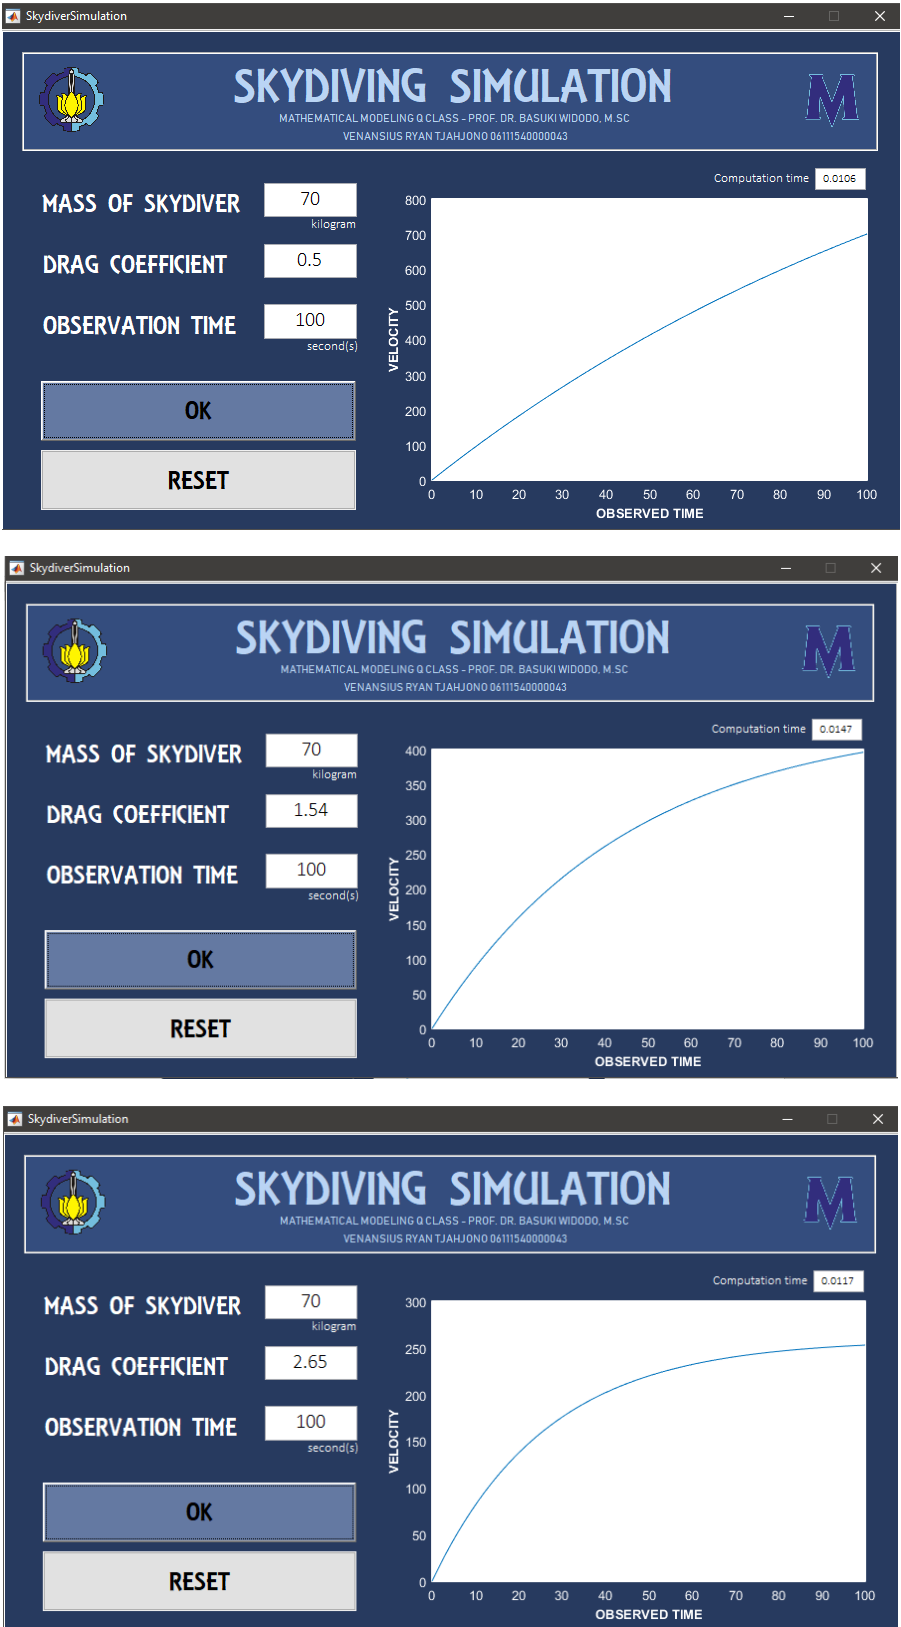 SkydiverSimulation
SKYDIVING SIMULATION
MATHEMATICAL MODELING Q CLASS - PROF. DR. BASUKI WIDODO, M.SC
VENANSIUS RYAN TJAHJONO 06111540000043
M
MASS OF SKYDIVER 70
kilogram
DRAG COEFFICIENT 0.5
OBSERVATION TIME 100
second(s)
OK
RESET
Computation time 0.0106
800
700
600
500
400
300
200
100
0
VELOCITY
0 10 20 30 40 50 60 70 80 90 100
OBSERVED TIME
SkydiverSimulation
SKYDIVING SIMULATION
MATHEMATICAL MODELING Q CLASS - PROF. DR. BASUKI WIDODO, M.SC
VENANSIUS RYAN TJAHJONO 06111540000043
M
MASS OF SKYDIVER 70
kilogram
DRAG COEFFICIENT 1.54
OBSERVATION TIME 100
second(s)
OK
RESET
Computation time 0.0147
400
350
300
250
200
150
100
50
0
VELOCITY
0 10 20 30 40 50 60 70 80 90 100
OBSERVED TIME
SkydiverSimulation
SKYDIVING SIMULATION
MATHEMATICAL MODELING Q CLASS - PROF. DR. BASUKI WIDODO, M.SC
VENANSIUS RYAN TJAHJONO 06111540000043
M
MASS OF SKYDIVER 70
kilogram
DRAG COEFFICIENT 2.65
OBSERVATION TIME 100
second(s)
OK
RESET
Computation time 0.0117
300
250
200
150
100
50
0
VELOCITY
0 10 20 30 40 50 60 70 80 90 100
OBSERVED TIME